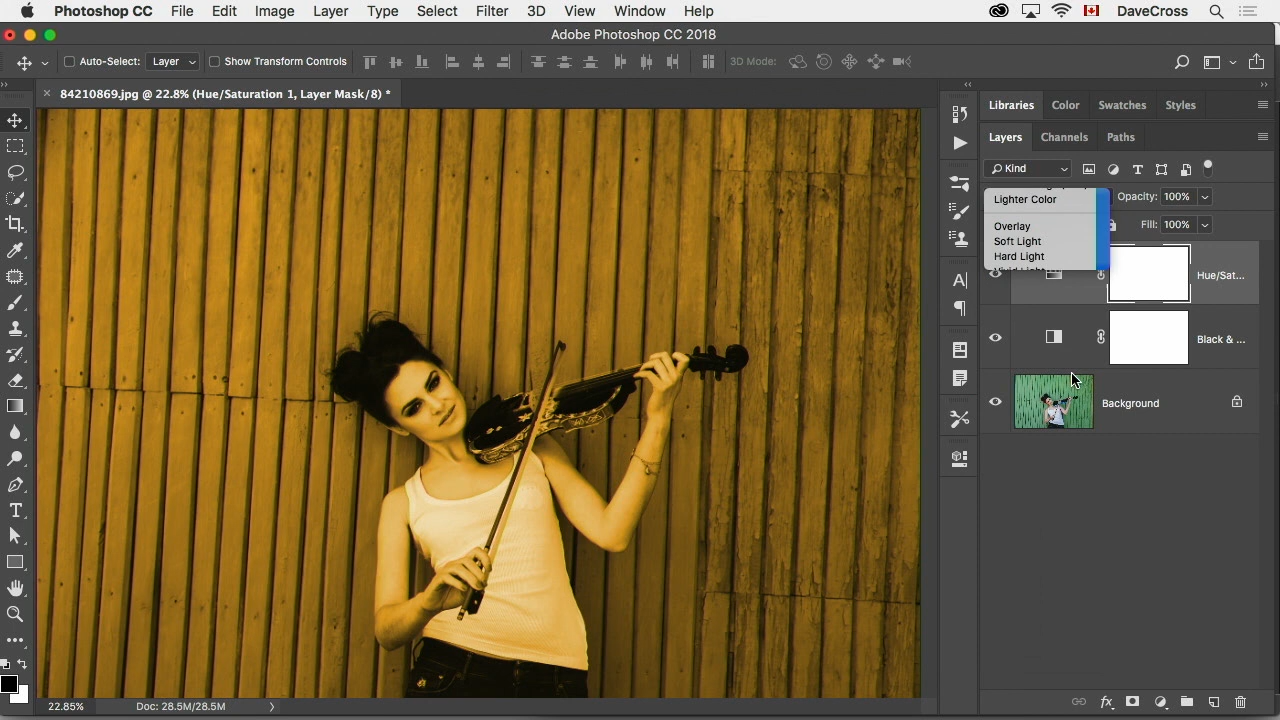 Photoshop CC File Edit Image Layer Type Select Filter 3D View Window Help DaveCross
Adobe Photoshop CC 2018
Auto-Select: Layer Show Transform Controls 3D Mode:
84210869.jpg @ 22.8% (Hue/Saturation 1, Layer Mask/8) *
Libraries Color Swatches Styles
Layers Channels Paths
Kind
Lighter Color
Opacity: 100%
Overlay
Fill: 100%
Soft Light
Hard Light
Vivid Light
Hue/Sat...
Black & ...
Background
22.85% Doc: 28.5M/28.5M